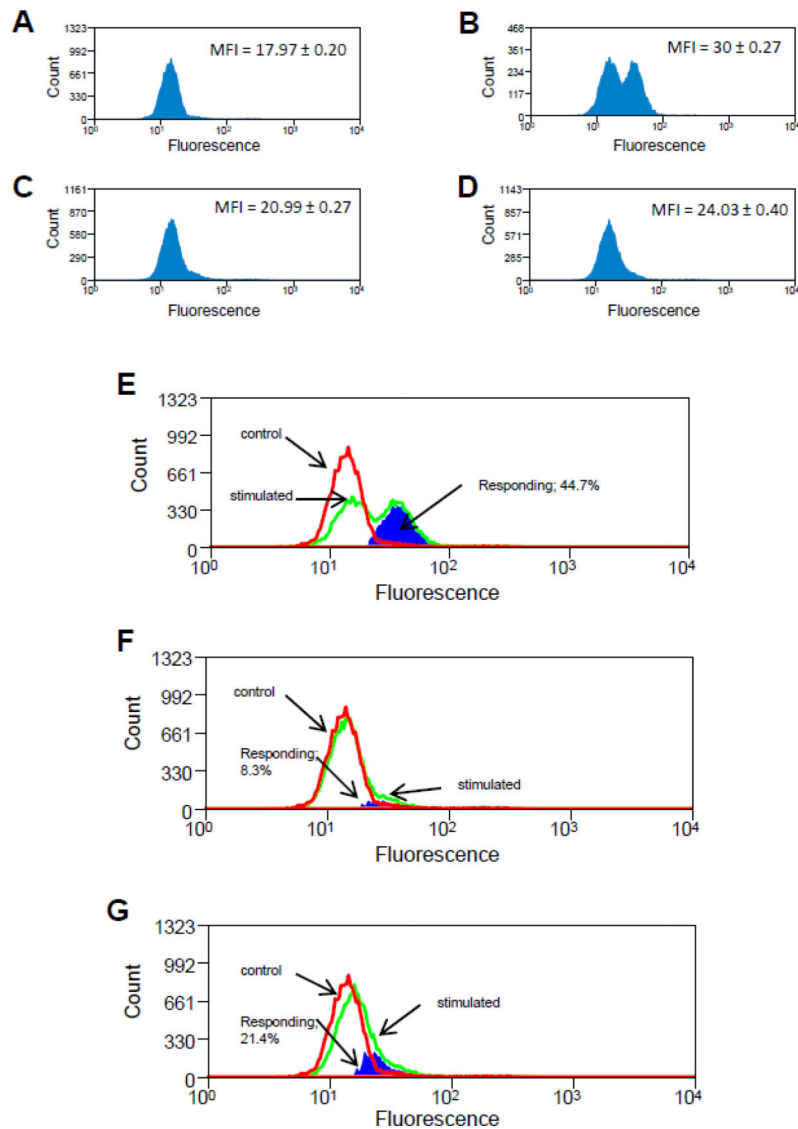 A
1323
992
661
330
0
Count
MFI = 17.97 ± 0.20
10⁰ 10¹ 10² 10³ 10⁴
Fluorescence
B
468
351
234
117
0
Count
MFI = 30 ± 0.27
10⁰ 10¹ 10² 10³ 10⁴
Fluorescence
C
1161
870
580
290
0
Count
MFI = 20.99 ± 0.27
10⁰ 10¹ 10² 10³ 10⁴
Fluorescence
D
1143
857
571
285
0
Count
MFI = 24.03 ± 0.40
10⁰ 10¹ 10² 10³ 10⁴
Fluorescence
E
1323
992
661
330
0
Count
control
stimulated
Responding; 44.7%
10⁰ 10¹ 10² 10³ 10⁴
Fluorescence
F
1323
992
661
330
0
Count
control
Responding;
8.3%
stimulated
10⁰ 10¹ 10² 10³ 10⁴
Fluorescence
G
1323
992
661
330
0
Count
control
stimulated
Responding;
21.4%
10⁰ 10¹ 10² 10³ 10⁴
Fluorescence